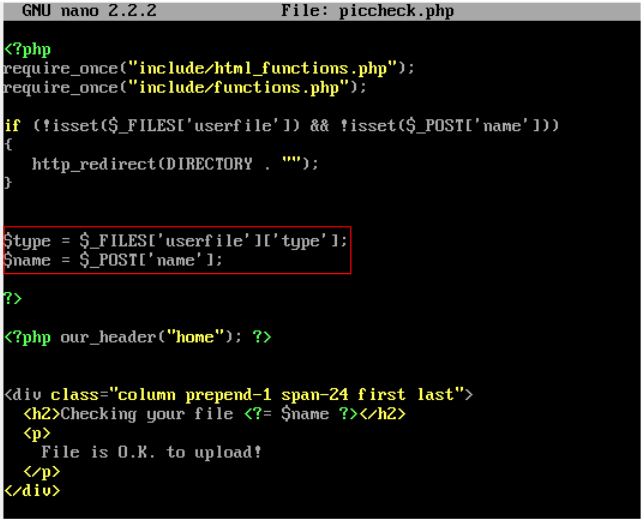 GNU nano 2.2.2 File: piccheck.php
<?php
require_once("include/html_functions.php");
require_once("include/functions.php");
if (!isset($_FILES['userfile']) && !isset($_POST['name']))
{
http_redirect(DIRECTORY . "");
}
$type = $_FILES['userfile']['type'];
$name = $_POST['name'];
?>
<?php our_header("home"); ?>
<div class="column prepend-1 span-24 first last">
<h2>Checking your file <?= $name ?></h2>
<p>
File is O.K. to upload!
</p>
</div>